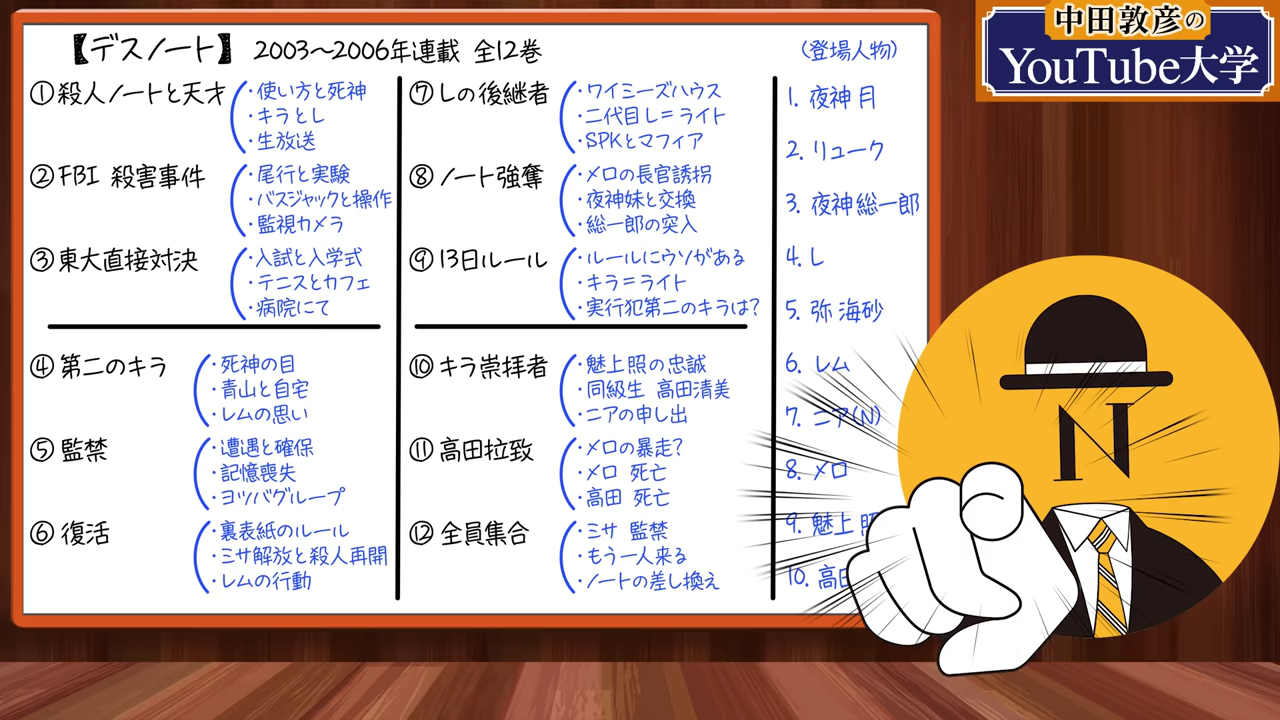 【デスノート】 2003～2006年連載 全12巻
①殺人ノートと天才
・使い方と死神
・キラとL
・生放送
②FBI 殺害事件
・尾行と実験
・バスジャックと操作
・監視カメラ
③東大直接対決
・入試と入学式
・テニスとカフェ
・病院にて
④第二のキラ
・死神の目
・青山と自宅
・レムの思い
⑤監禁
・遭遇と確保
・記憶喪失
・ヨツバグループ
⑥復活
・裏表紙のルール
・ミサ解放と殺人再開
・レムの行動
⑦Lの後継者
・ワイミーズハウス
・二代目L=ライト
・SPKとマフィア
⑧ノート強奪
・メロの長官誘拐
・夜神妹と交換
・総一郎の突入
⑨13日ルール
・ルールにウソがある
・キラ=ライト
・実行犯第二のキラは?
⑩キラ崇拝者
・魅上照の忠誠
・同級生 高田清美
・ニアの申し出
⑪高田拉致
・メロの暴走?
・メロ 死亡
・高田 死亡
⑫全員集合
・ミサ 監禁
・もう一人来る
・ノートの差し換え
(登場人物)
1. 夜神 月
2. リューク
3. 夜神総一郎
4. L
5. 弥 海砂
6. レム
7. ニア(N)
8. メロ
9. 魅上 照
10. 高
中田敦彦の
YouTube大学
N